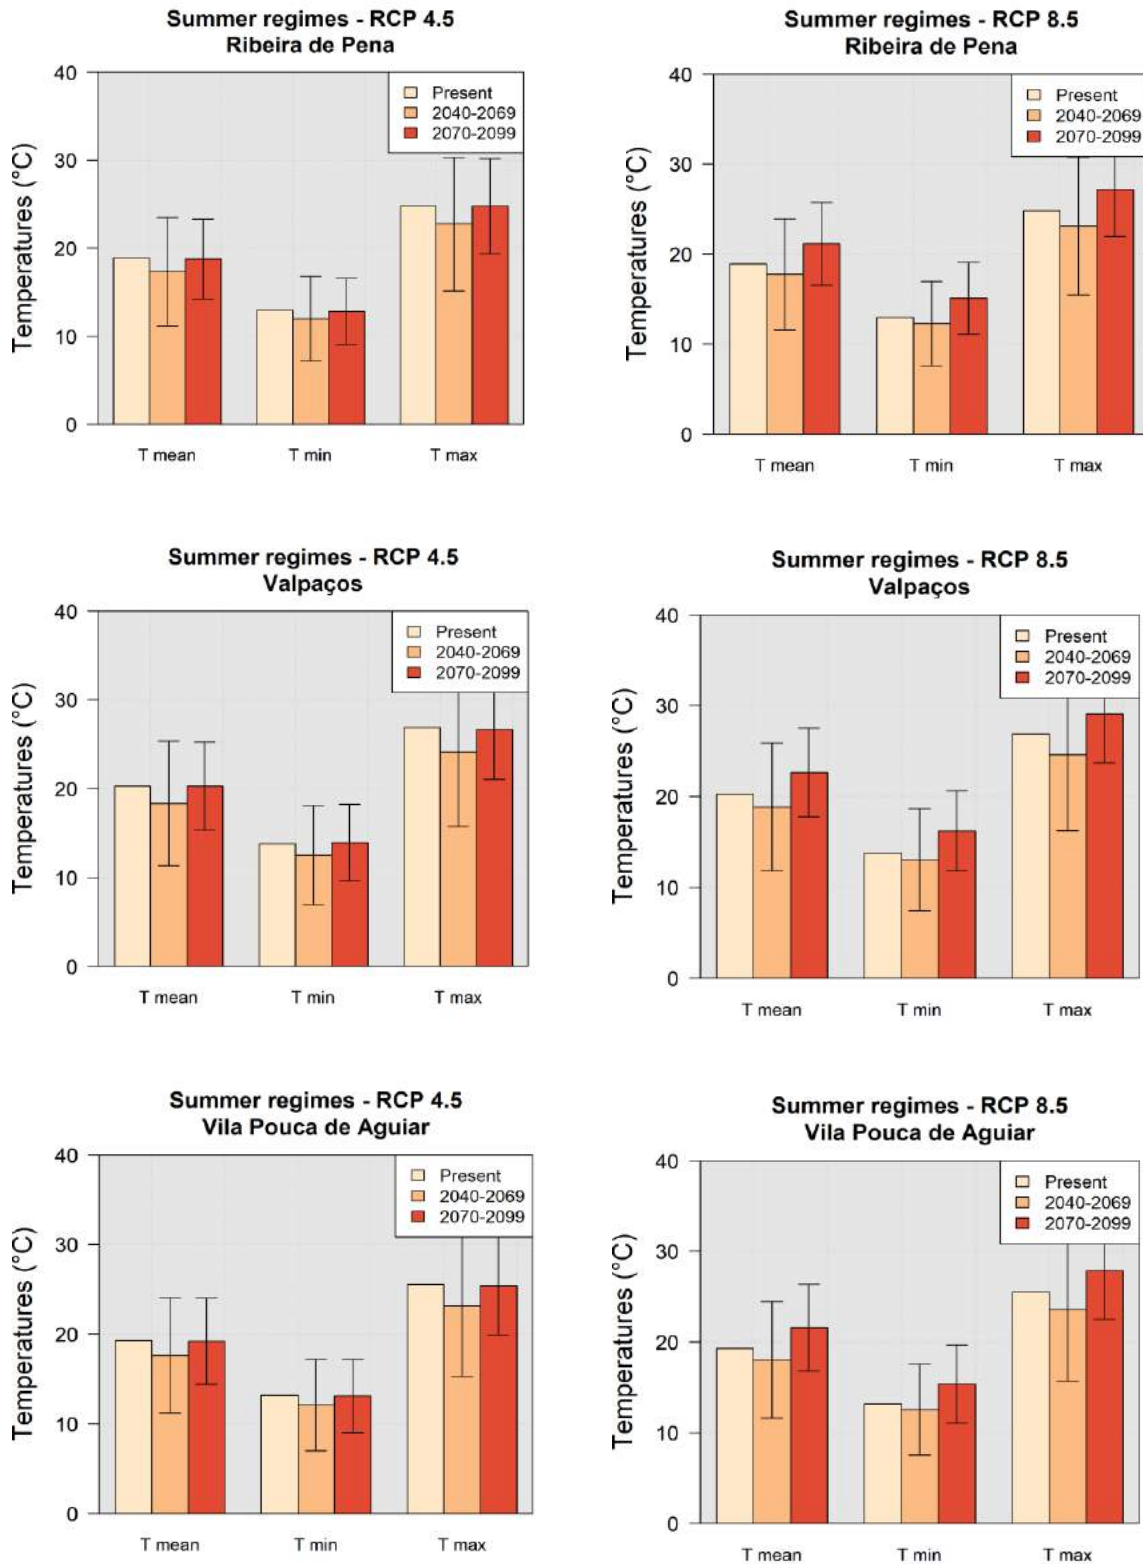 Summer regimes - RCP 4.5
Ribeira de Pena
40
30
20
10
0
Temperatures (°C)
Present
2040-2069
2070-2099
T mean
T min
T max
Summer regimes - RCP 8.5
Ribeira de Pena
40
30
20
10
0
Temperatures (°C)
Present
2040-2069
2070-2099
T mean
T min
T max
Summer regimes - RCP 4.5
Valpaços
40
30
20
10
0
Temperatures (°C)
Present
2040-2069
2070-2099
T mean
T min
T max
Summer regimes - RCP 8.5
Valpaços
40
30
20
10
0
Temperatures (°C)
Present
2040-2069
2070-2099
T mean
T min
T max
Summer regimes - RCP 4.5
Vila Pouca de Aguiar
40
30
20
10
0
Temperatures (°C)
Present
2040-2069
2070-2099
T mean
T min
T max
Summer regimes - RCP 8.5
Vila Pouca de Aguiar
40
30
20
10
0
Temperatures (°C)
Present
2040-2069
2070-2099
T mean
T min
T max